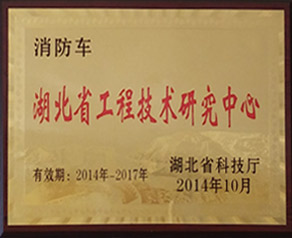 消防车
湖北省工程技术研究中心
有效期：2014年-2017年
湖北省科技厅
2014年10月